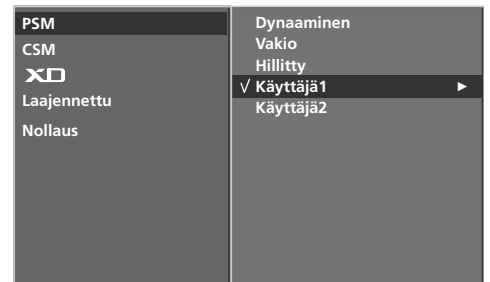 PSM
CSM
XD
Laajennettu
Nollaus
Dynaaminen
Vakio
Hillitty
√ Käyttäjä1 ►
Käyttäjä2